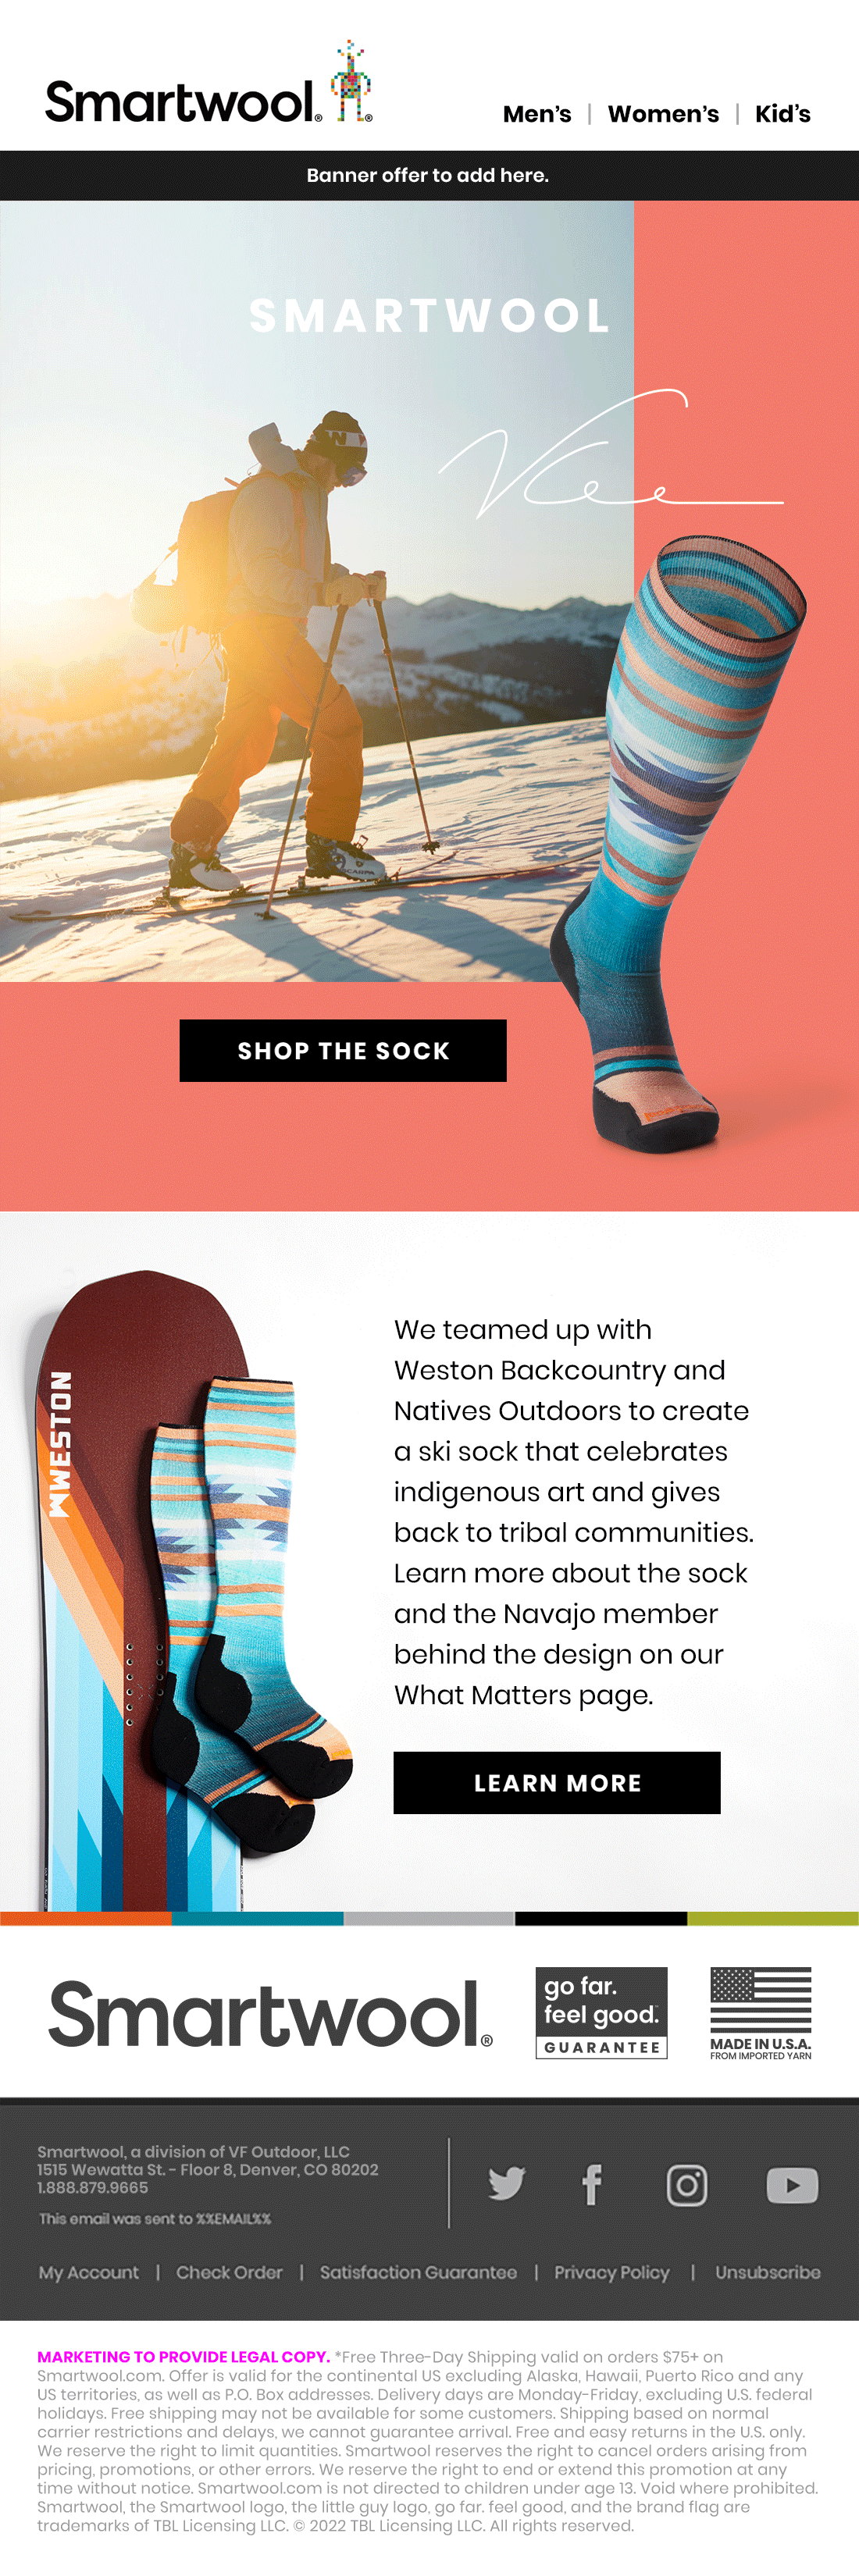 Smartwool® ®
Men's | Women's | Kid's
Banner offer to add here.
SMARTWOOL
SCARPA
SHOP THE SOCK
WESTON
We teamed up with
Weston Backcountry and
Natives Outdoors to create
a ski sock that celebrates
indigenous art and gives
back to tribal communities.
Learn more about the sock
and the Navajo member
behind the design on our
What Matters page.
LEARN MORE
Smartwool®
go far.
feel good.
GUARANTEE
MADE IN U.S.A.
FROM IMPORTED YARN
Smartwool, a division of VF Outdoor, LLC
1515 Wewatta St. - Floor 8, Denver, CO 80202
1.888.879.9665
This email was sent to %%EMAIL%%
My Account | Check Order | Satisfaction Guarantee | Privacy Policy | Unsubscribe
MARKETING TO PROVIDE LEGAL COPY. *Free Three-Day Shipping valid on orders $75+ on
Smartwool.com. Offer is valid for the continental US excluding Alaska, Hawaii, Puerto Rico and any
US territories, as well as P.O. Box addresses. Delivery days are Monday-Friday, excluding U.S. federal
holidays. Free shipping may not be available for some customers. Shipping based on normal
carrier restrictions and delays, we cannot guarantee arrival. Free and easy returns in the U.S. only.
We reserve the right to limit quantities. Smartwool reserves the right to cancel orders arising from
pricing, promotions, or other errors. We reserve the right to end or extend this promotion at any
time without notice. Smartwool.com is not directed to children under age 13. Void where prohibited.
Smartwool, the Smartwool logo, the little guy logo, go far. feel good, and the brand flag are
trademarks of TBL Licensing LLC. © 2022 TBL Licensing LLC. All rights reserved.